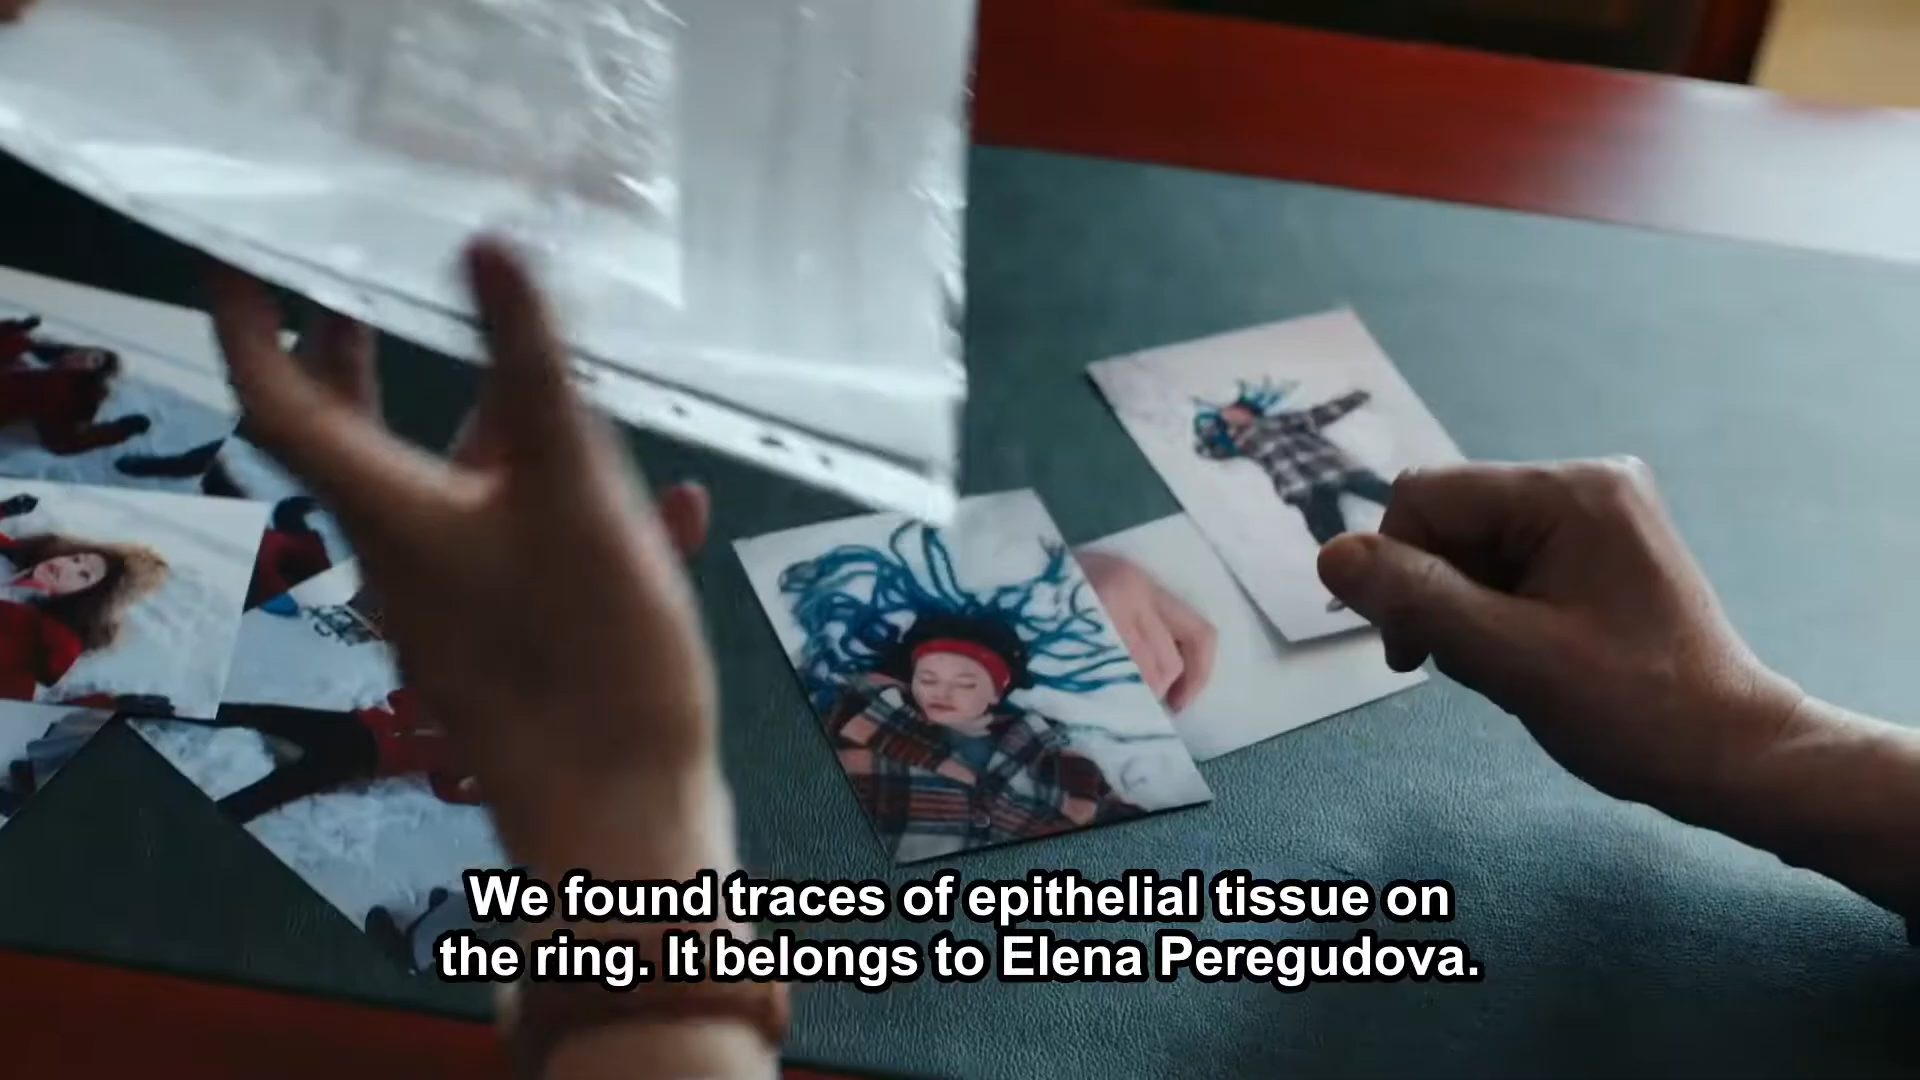 We found traces of epithelial tissue on
the ring. It belongs to Elena Peregudova.